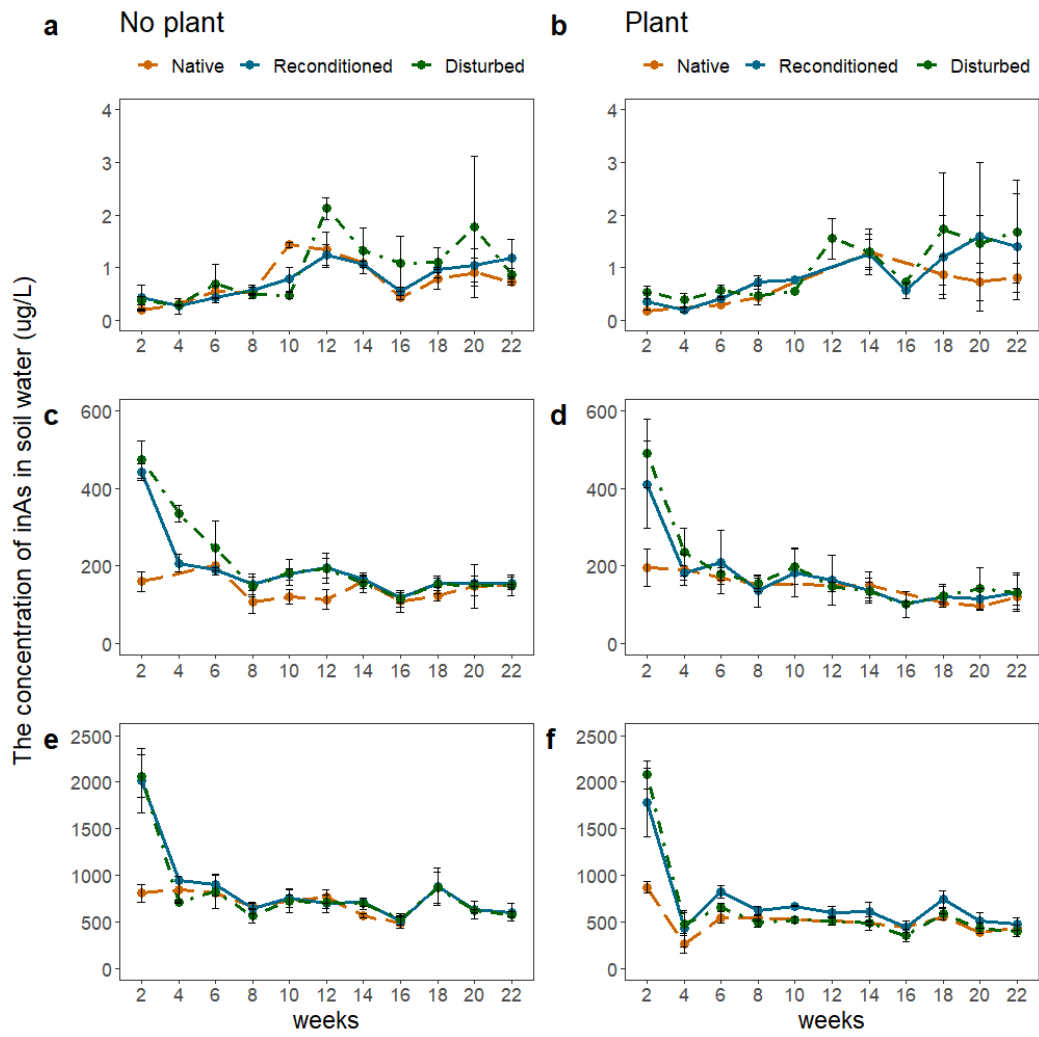 a No plant
b Plant
Native Reconditioned Disturbed
Native Reconditioned Disturbed
The concentration of inAs in soil water (ug/L)
4
3
2
1
0
2 4 6 8 10 12 14 16 18 20 22
4
3
2
1
0
2 4 6 8 10 12 14 16 18 20 22
c
600
400
200
0
2 4 6 8 10 12 14 16 18 20 22
d
600
400
200
0
2 4 6 8 10 12 14 16 18 20 22
e
2500
2000
1500
1000
500
0
2 4 6 8 10 12 14 16 18 20 22
weeks
f
2500
2000
1500
1000
500
0
2 4 6 8 10 12 14 16 18 20 22
weeks